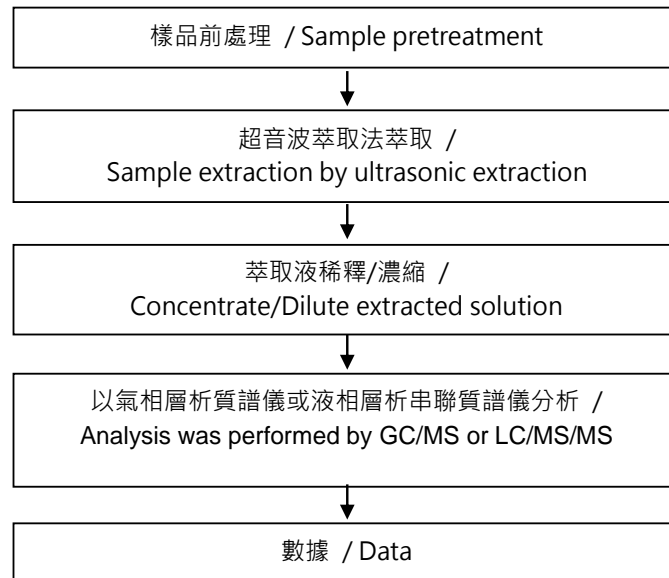 樣品前處理 / Sample pretreatment
超音波萃取法萃取 /
Sample extraction by ultrasonic extraction
萃取液稀釋/濃縮 /
Concentrate/Dilute extracted solution
以氣相層析質譜儀或液相層析串聯質譜儀分析 /
Analysis was performed by GC/MS or LC/MS/MS
數據 / Data